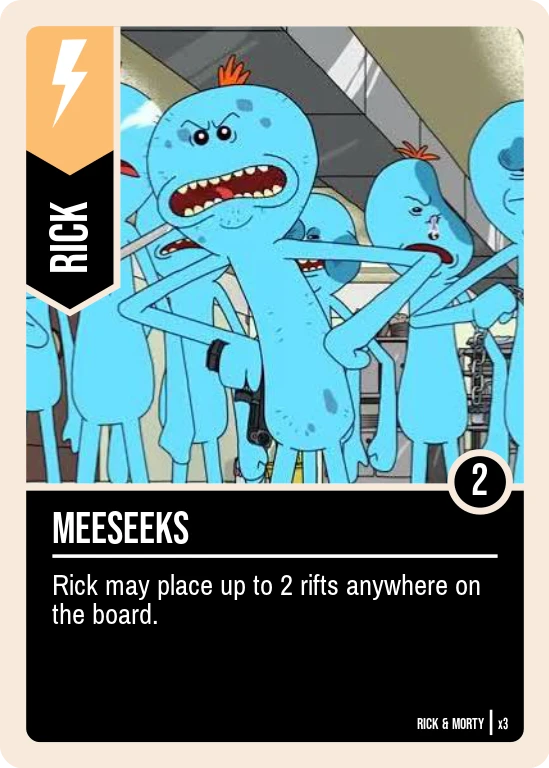 RICK
2
MEESEEKS
Rick may place up to 2 rifts anywhere on
the board.
RICK & MORTY | x3